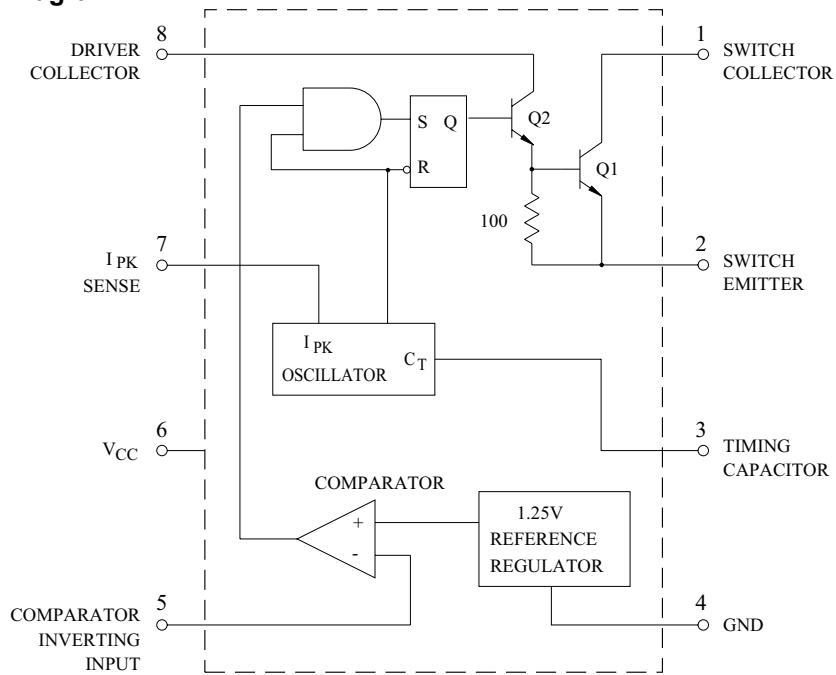 8
DRIVER
COLLECTOR
1
SWITCH
COLLECTOR
S Q
R
Q2
Q1
100
7
I PK
SENSE
2
SWITCH
EMITTER
I PK
OSCILLATOR
C T
6
VCC
3
TIMING
CAPACITOR
COMPARATOR
+
-
1.25V
REFERENCE
REGULATOR
5
COMPARATOR
INVERTING
INPUT
4
GND